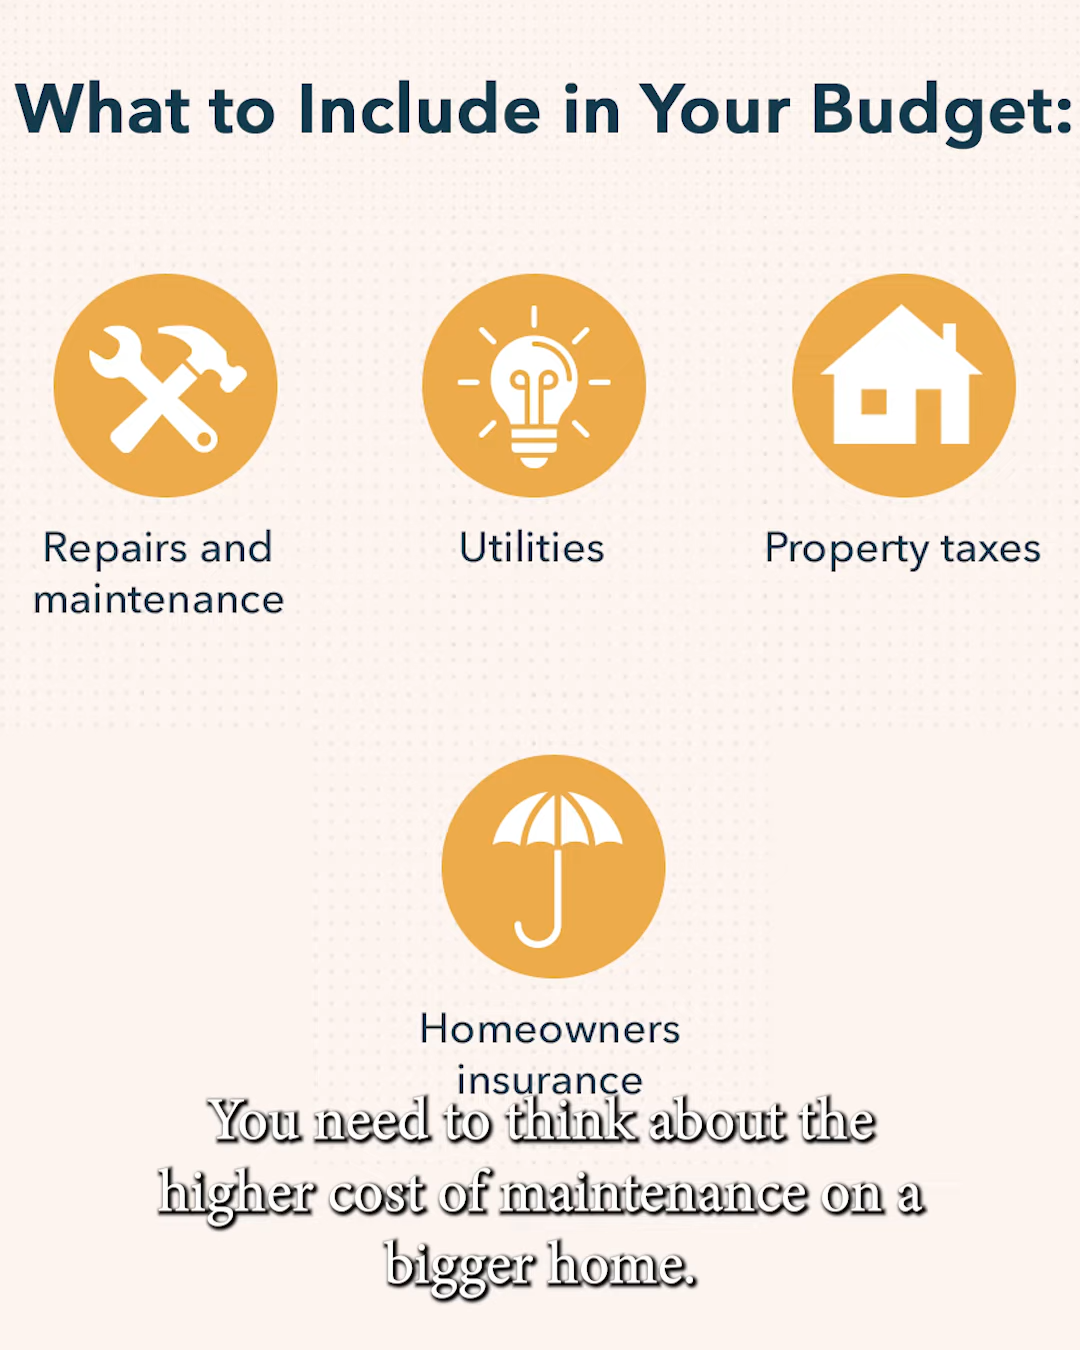 What to Include in Your Budget:
Repairs and
maintenance
Utilities
Property taxes
Homeowners
insurance
You need to think about the
higher cost of maintenance on a
bigger home.